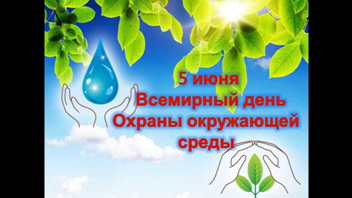 5 июня
Всемирный день
Охраны окружающей
среды